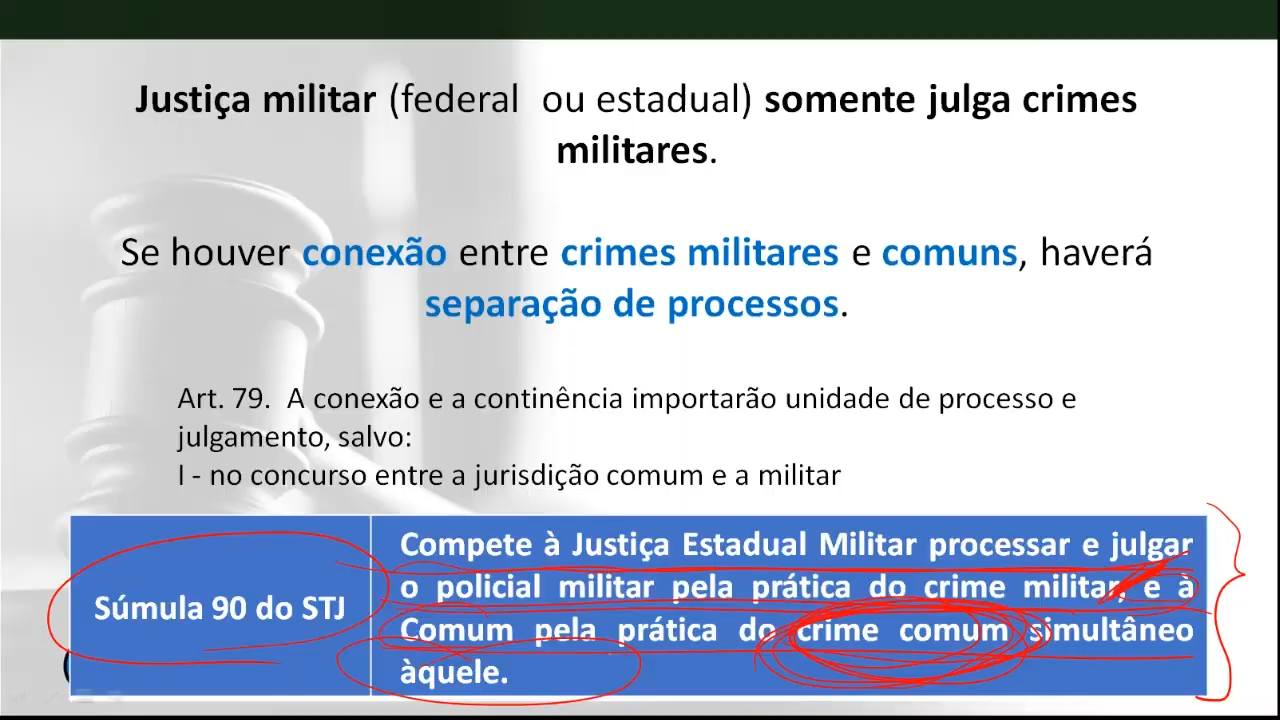 Justiça militar (federal ou estadual) somente julga crimes
militares.
Se houver conexão entre crimes militares e comuns, haverá
separação de processos.
Art. 79. A conexão e a continência importarão unidade de processo e
julgamento, salvo:
I - no concurso entre a jurisdição comum e a militar
Súmula 90 do STJ
Compete à Justiça Estadual Militar processar e julgar
o policial militar pela prática do crime militar, e à
Comum pela prática do crime comum simultâneo
àquele.